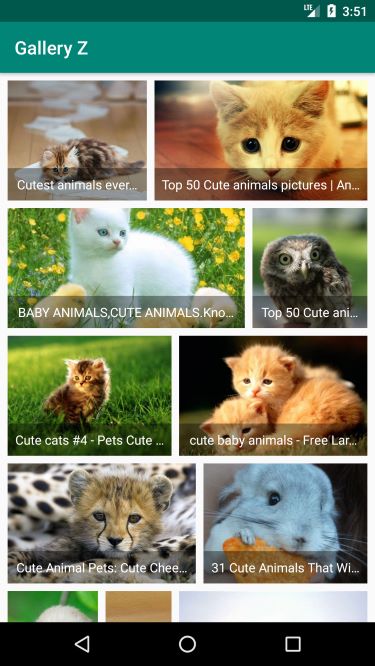 LTE 3:51
Gallery Z
Cutest animals ever…
Top 50 Cute animals pictures | An…
BABY ANIMALS,CUTE ANIMALS.Kno…
Top 50 Cute ani…
Cute cats #4 - Pets Cute …
cute baby animals - Free Lar…
Cute Animal Pets: Cute Chee…
31 Cute Animals That Wi…